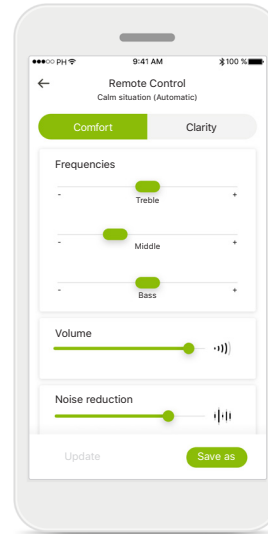 PH 9:41 AM 100 %
Remote Control
Calm situation (Automatic)
Comfort Clarity
Frequencies
- Treble +
- Middle +
- Bass +
Volume
Noise reduction
Update Save as